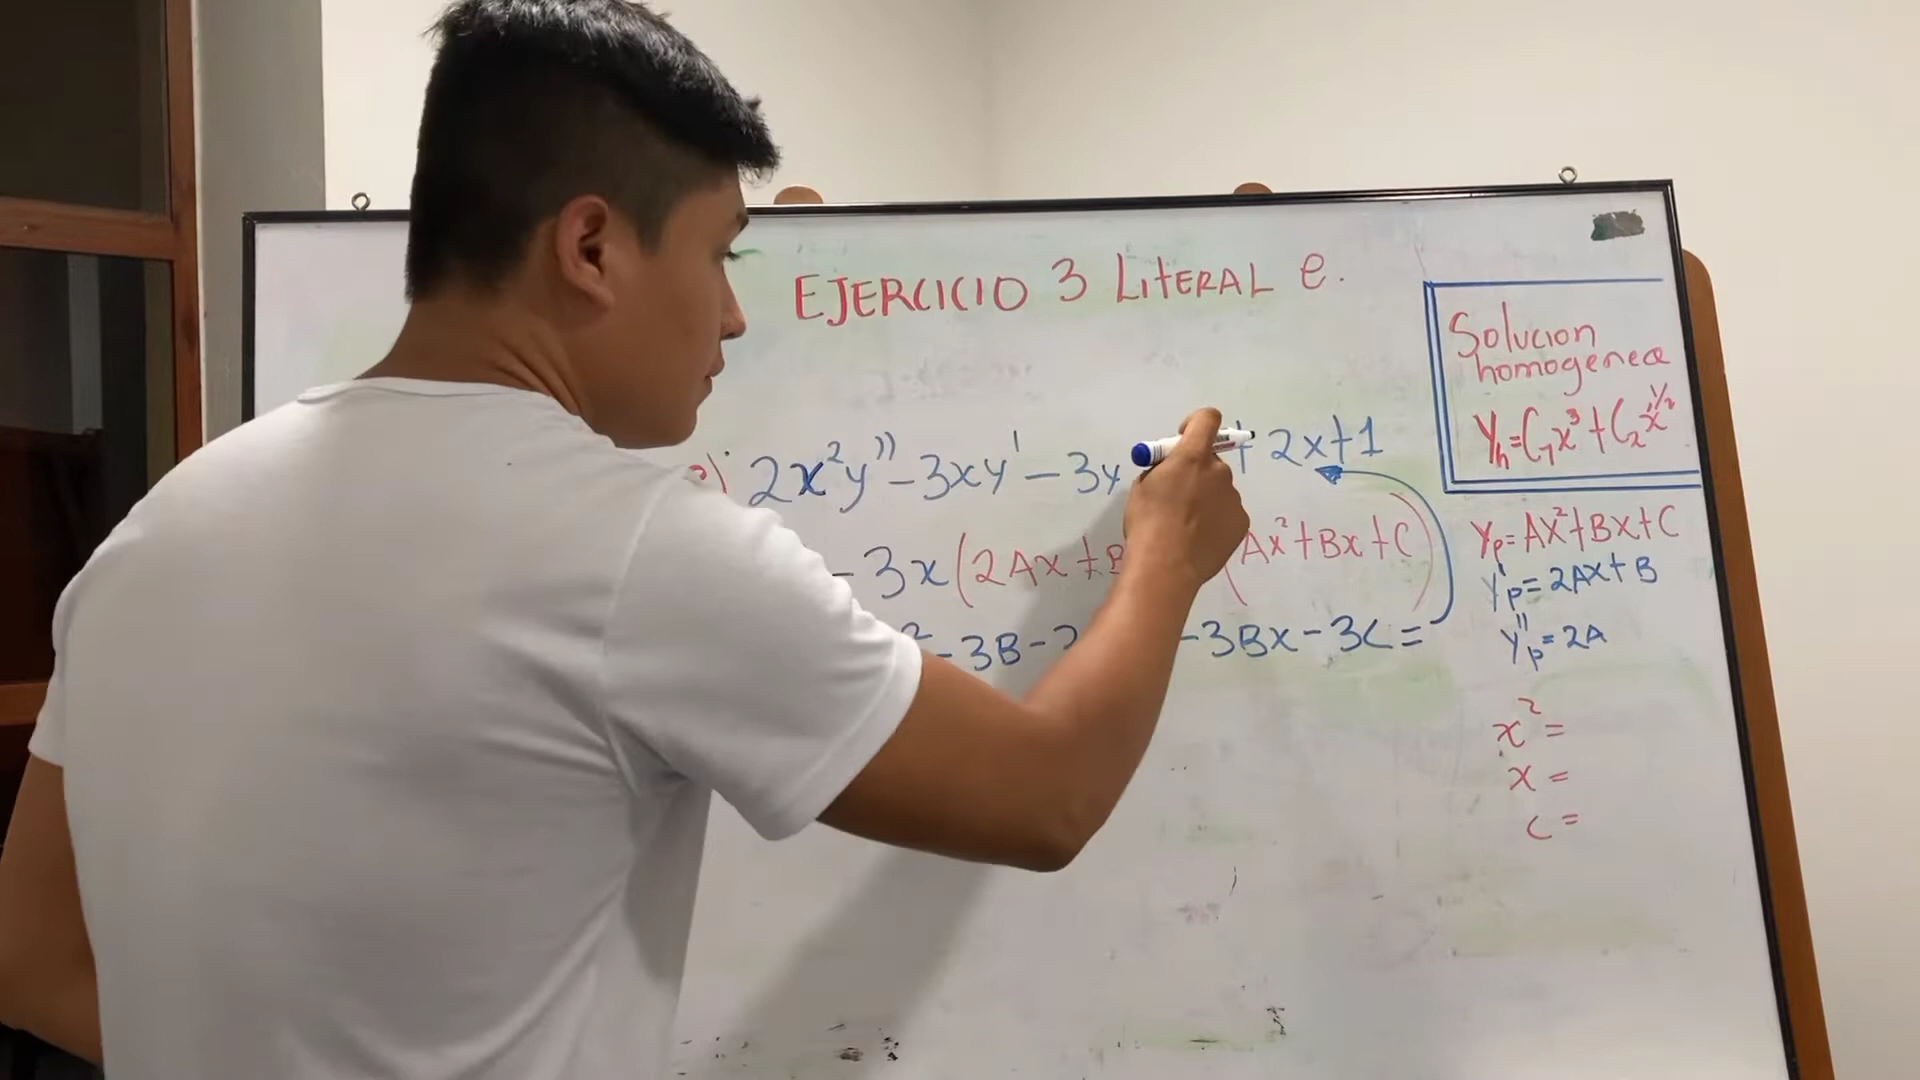 EJERCICIO 3 LITERAL e.
Solucion
homogenea
Yh=C1x³+C2x^1/2
e) 2x²y''-3xy'-3y + 2x+1
-3x(2Ax+B (Ax²+Bx+C)
² -3B- -3Bx-3C=
Yp=Ax²+Bx+C
Y'p=2Ax+B
Y''p=2A
x²=
x=
C=